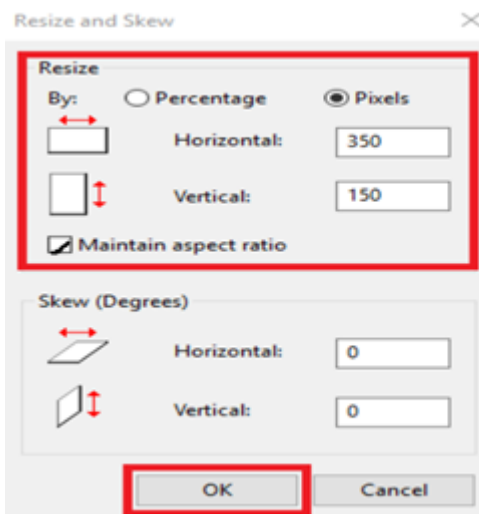 Resize and Skew
Resize
By: Percentage Pixels
Horizontal: 350
Vertical: 150
Maintain aspect ratio
Skew (Degrees)
Horizontal: 0
Vertical: 0
OK Cancel